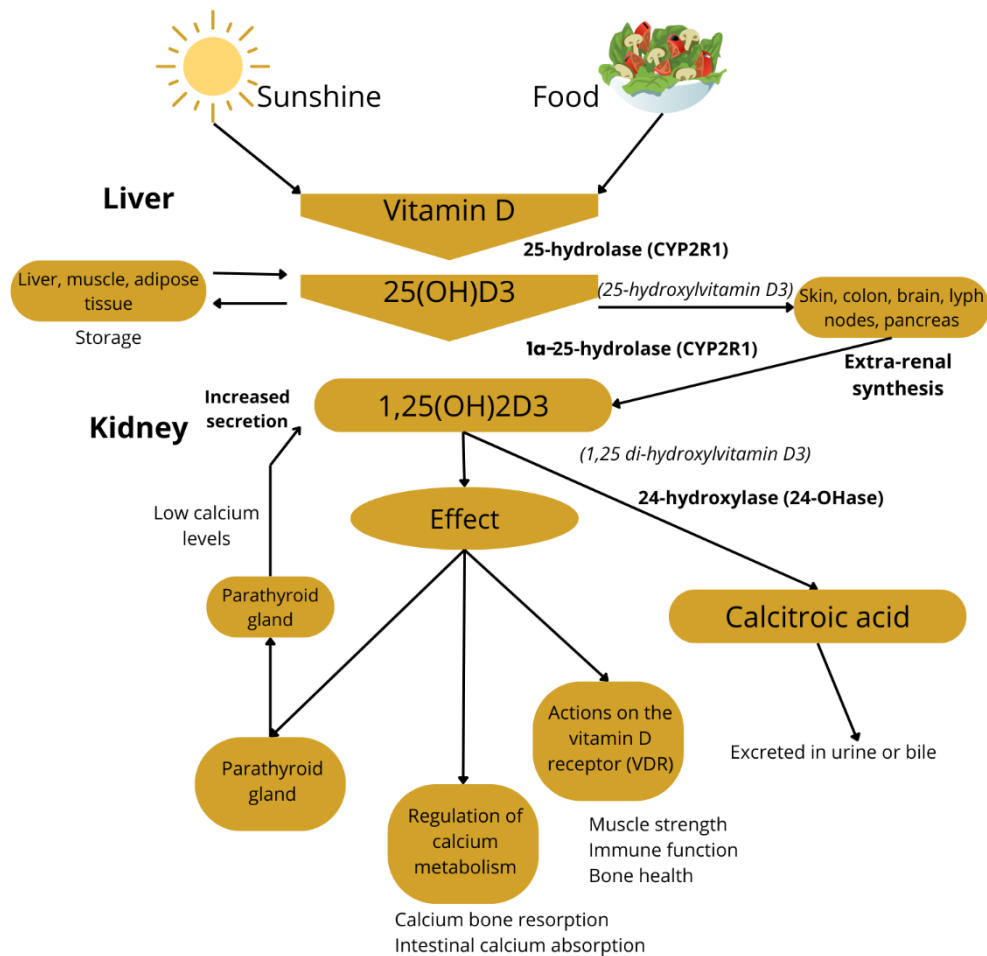 Sunshine
Food
Liver
Vitamin D
25-hydrolase (CYP2R1)
Liver, muscle, adipose
tissue
Storage
25(OH)D3
(25-hydroxylvitamin D3)
Skin, colon, brain, lyph
nodes, pancreas
1α-25-hydrolase (CYP2R1)
Extra-renal
synthesis
Increased
secretion
Kidney
1,25(OH)2D3
(1,25 di-hydroxylvitamin D3)
24-hydroxylase (24-OHase)
Low calcium
levels
Effect
Parathyroid
gland
Calcitroic acid
Parathyroid
gland
Regulation of
calcium
metabolism
Actions on the
vitamin D
receptor (VDR)
Excreted in urine or bile
Muscle strength
Immune function
Bone health
Calcium bone resorption
Intestinal calcium absorption